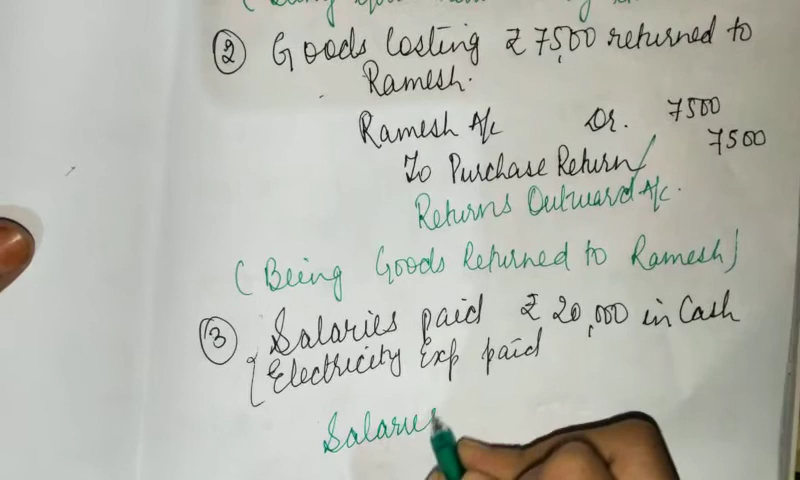 (Being
② Goods Costing ₹ 7500 returned to
Ramesh.
Ramesh A/c Dr. 7500
To Purchase Return/ 7500
Returns Outward A/c.
(Being Goods Returned to Ramesh)
③ Salaries paid ₹ 20,000 in Cash
{Electricity Exp paid
Salaries